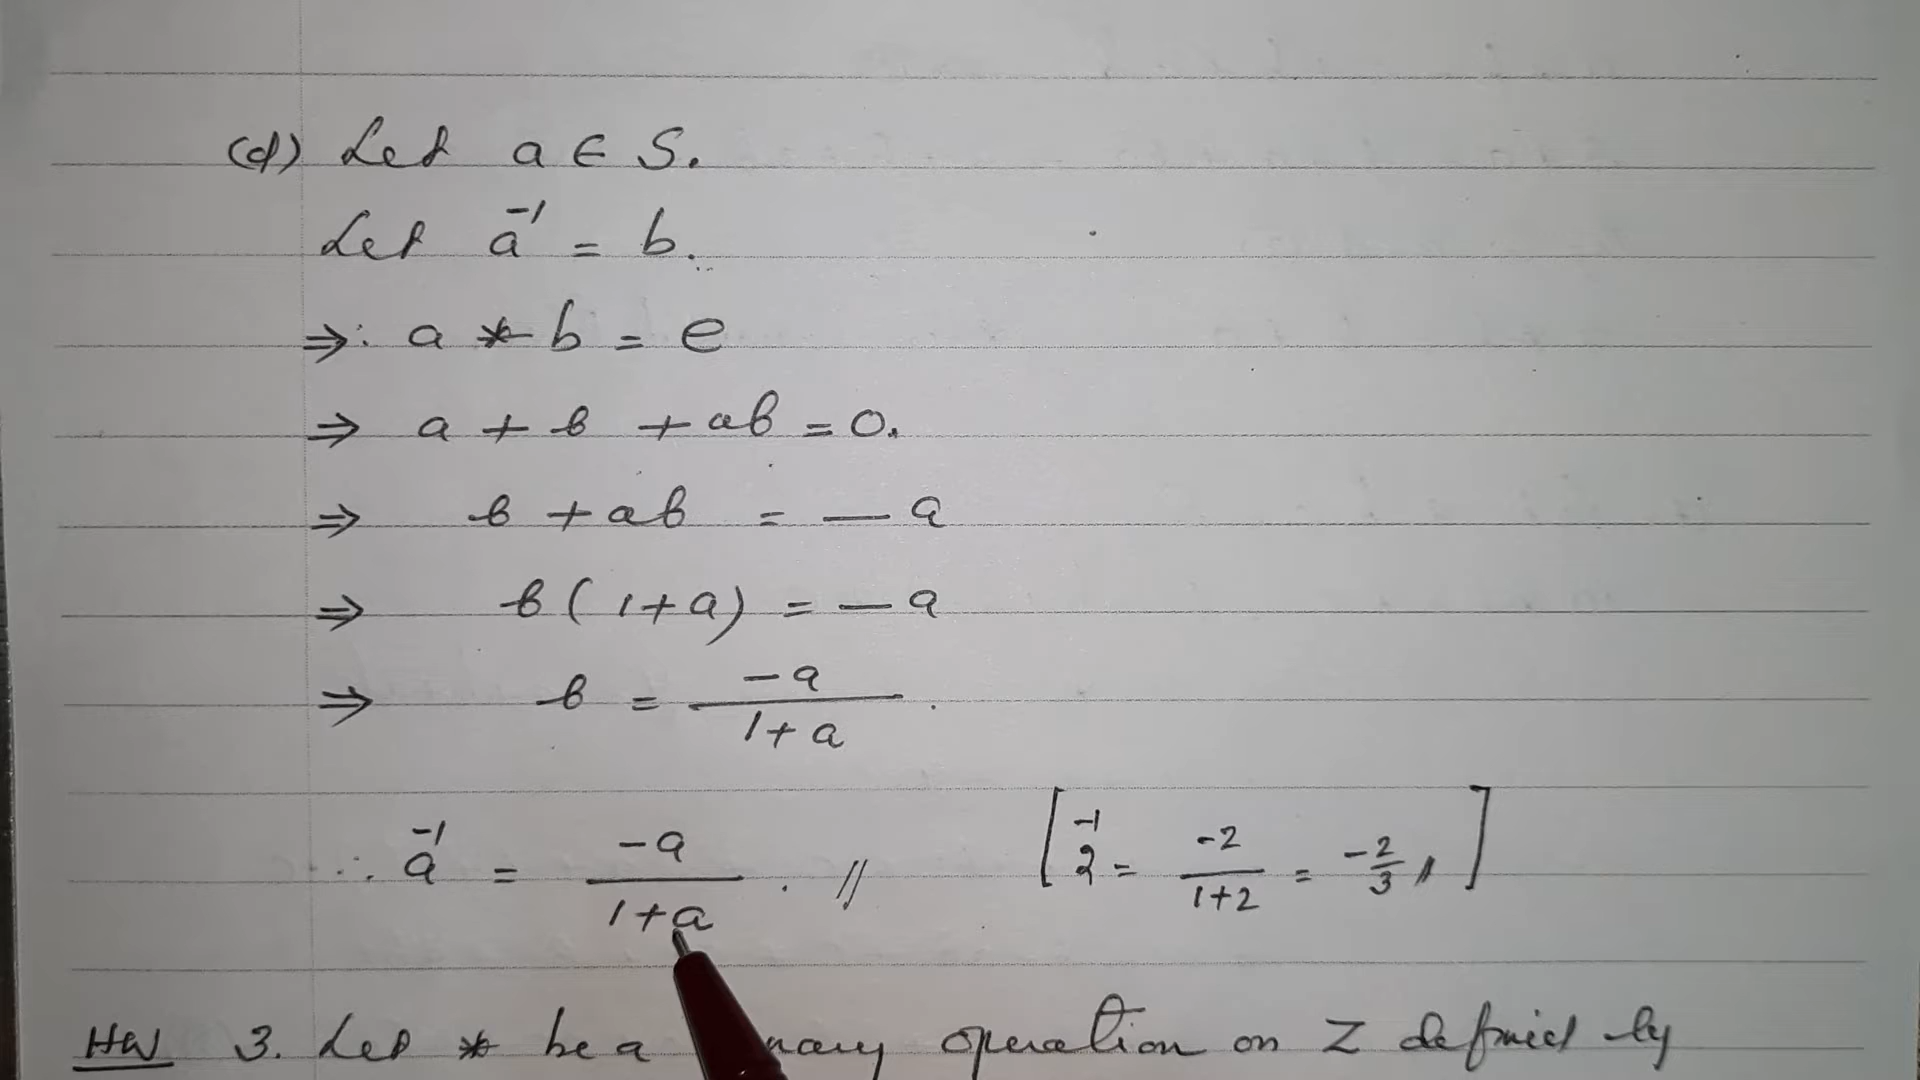 (d) Let a ∈ S.
Let a⁻¹ = b.
⇒∴ a * b = e
⇒ a + b + ab = 0.
⇒ b + ab = -a
⇒ b(1+a) = -a
⇒ b = -a/(1+a).
∴ a⁻¹ = -a/(1+a). // [2⁻¹ = -2/(1+2) = -2/3 //]
HW 3. Let * be a operation on Z defined by